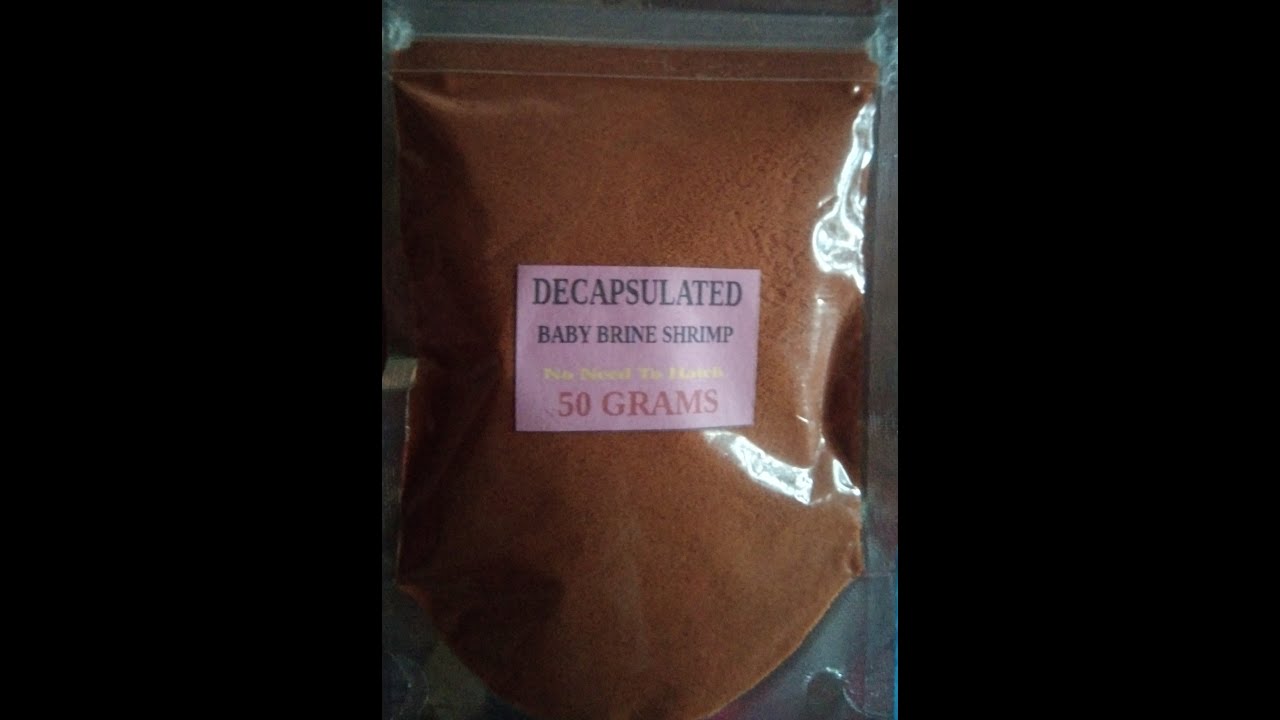 DECAPSULATED
BABY BRINE SHRIMP
No Need To Hatch
50 GRAMS